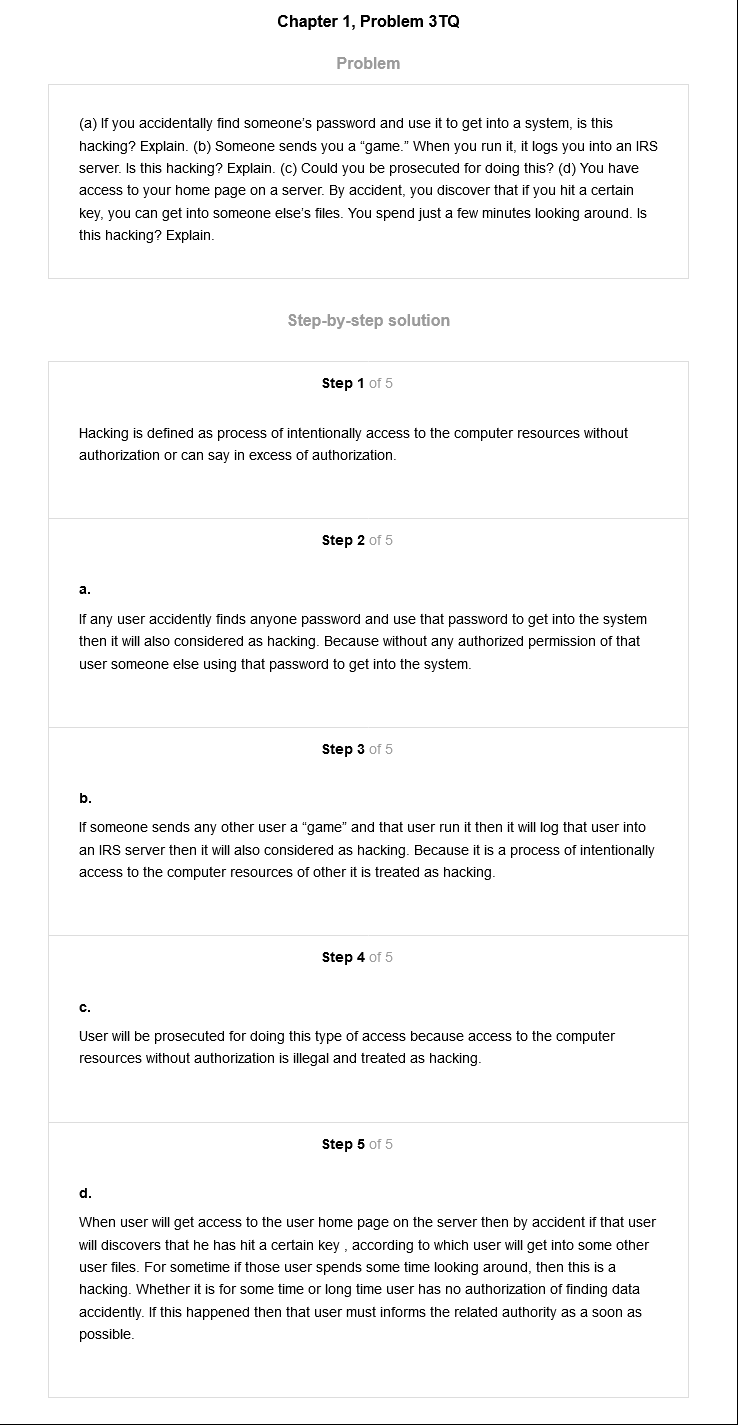 Chapter 1, Problem 3TQ
Problem
(a) If you accidentally find someone's password and use it to get into a system, is this
hacking? Explain. (b) Someone sends you a “game.” When you run it, it logs you into an IRS
server. Is this hacking? Explain. (c) Could you be prosecuted for doing this? (d) You have
access to your home page on a server. By accident, you discover that if you hit a certain
key, you can get into someone else's files. You spend just a few minutes looking around. Is
this hacking? Explain.
Step-by-step solution
Step 1 of 5
Hacking is defined as process of intentionally access to the computer resources without
authorization or can say in excess of authorization.
Step 2 of 5
a.
If any user accidently finds anyone password and use that password to get into the system
then it will also considered as hacking. Because without any authorized permission of that
user someone else using that password to get into the system.
Step 3 of 5
b.
If someone sends any other user a “game” and that user run it then it will log that user into
an IRS server then it will also considered as hacking. Because it is a process of intentionally
access to the computer resources of other it is treated as hacking.
Step 4 of 5
c.
User will be prosecuted for doing this type of access because access to the computer
resources without authorization is illegal and treated as hacking.
Step 5 of 5
d.
When user will get access to the user home page on the server then by accident if that user
will discovers that he has hit a certain key , according to which user will get into some other
user files. For sometime if those user spends some time looking around, then this is a
hacking. Whether it is for some time or long time user has no authorization of finding data
accidently. If this happened then that user must informs the related authority as a soon as
possible.